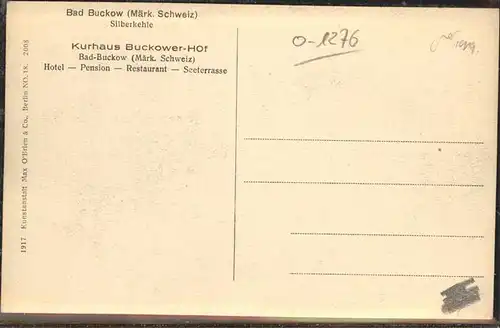 Bad Buckow (Märk. Schweiz)
Silberkehle
Kurhaus Buckower-Hof
Bad-Buckow (Märk. Schweiz)
Hotel — Pension — Restaurant — Seeterrasse
1917 Kunstanstalt Max O'Brien & Co., Berlin NO. 18. 2003
O-1276